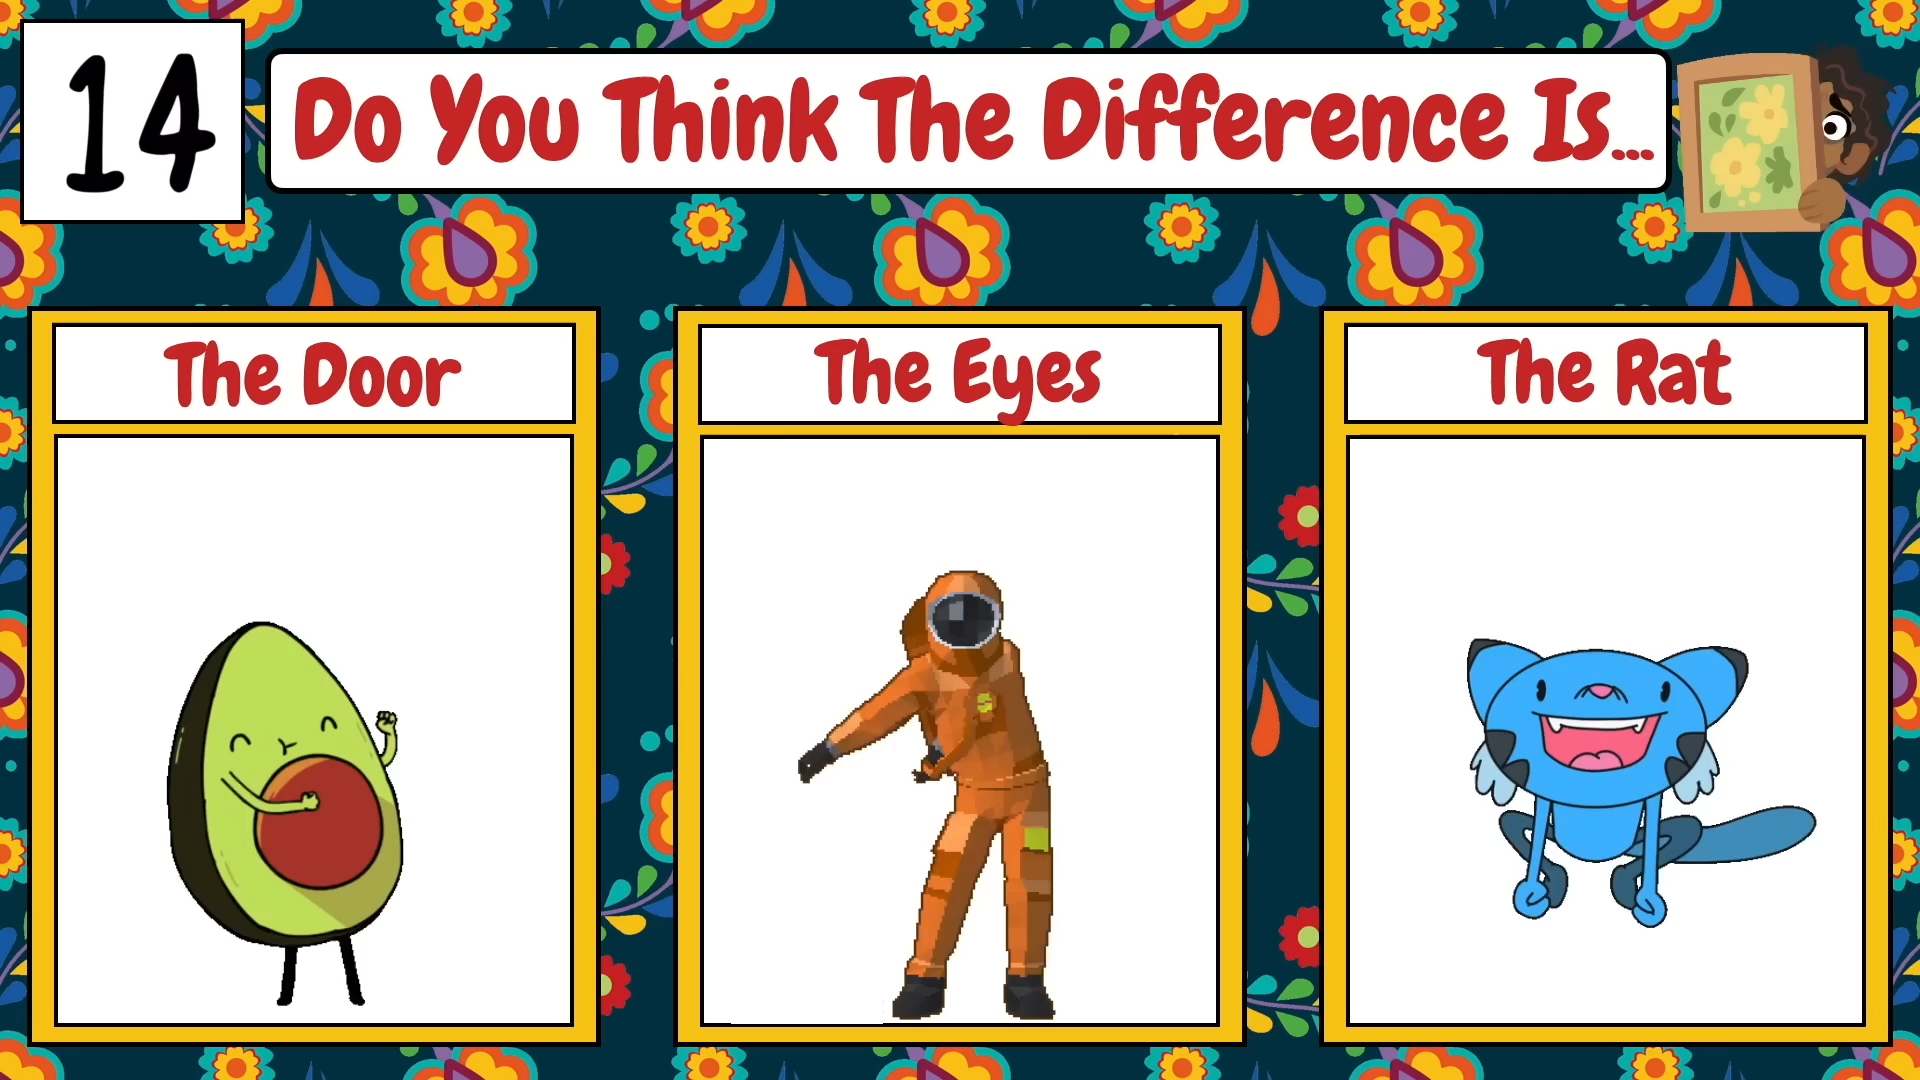 14
Do You Think The Difference Is...
The Door
The Eyes
The Rat